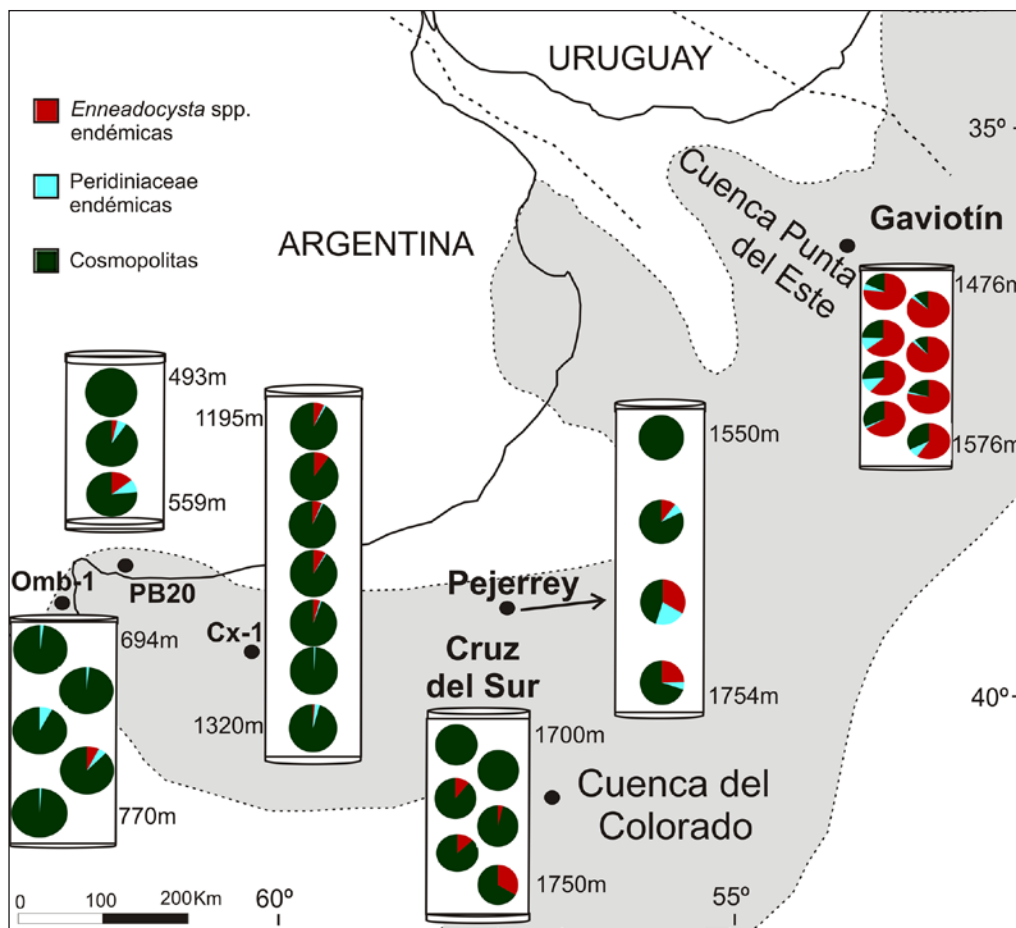 URUGUAY
Enneadocysta spp.
endémicas
Peridiniaceae
endémicas
Cosmopolitas
ARGENTINA
35º
Cuenca Punta
del Este
Gaviotín
1476m
1576m
493m
559m
1195m
1320m
1550m
1754m
Omb-1
PB20
694m
770m
Cx-1
Pejerrey
Cruz
del Sur
1700m
1750m
40º
Cuenca del
Colorado
0 100 200Km
60º
55º